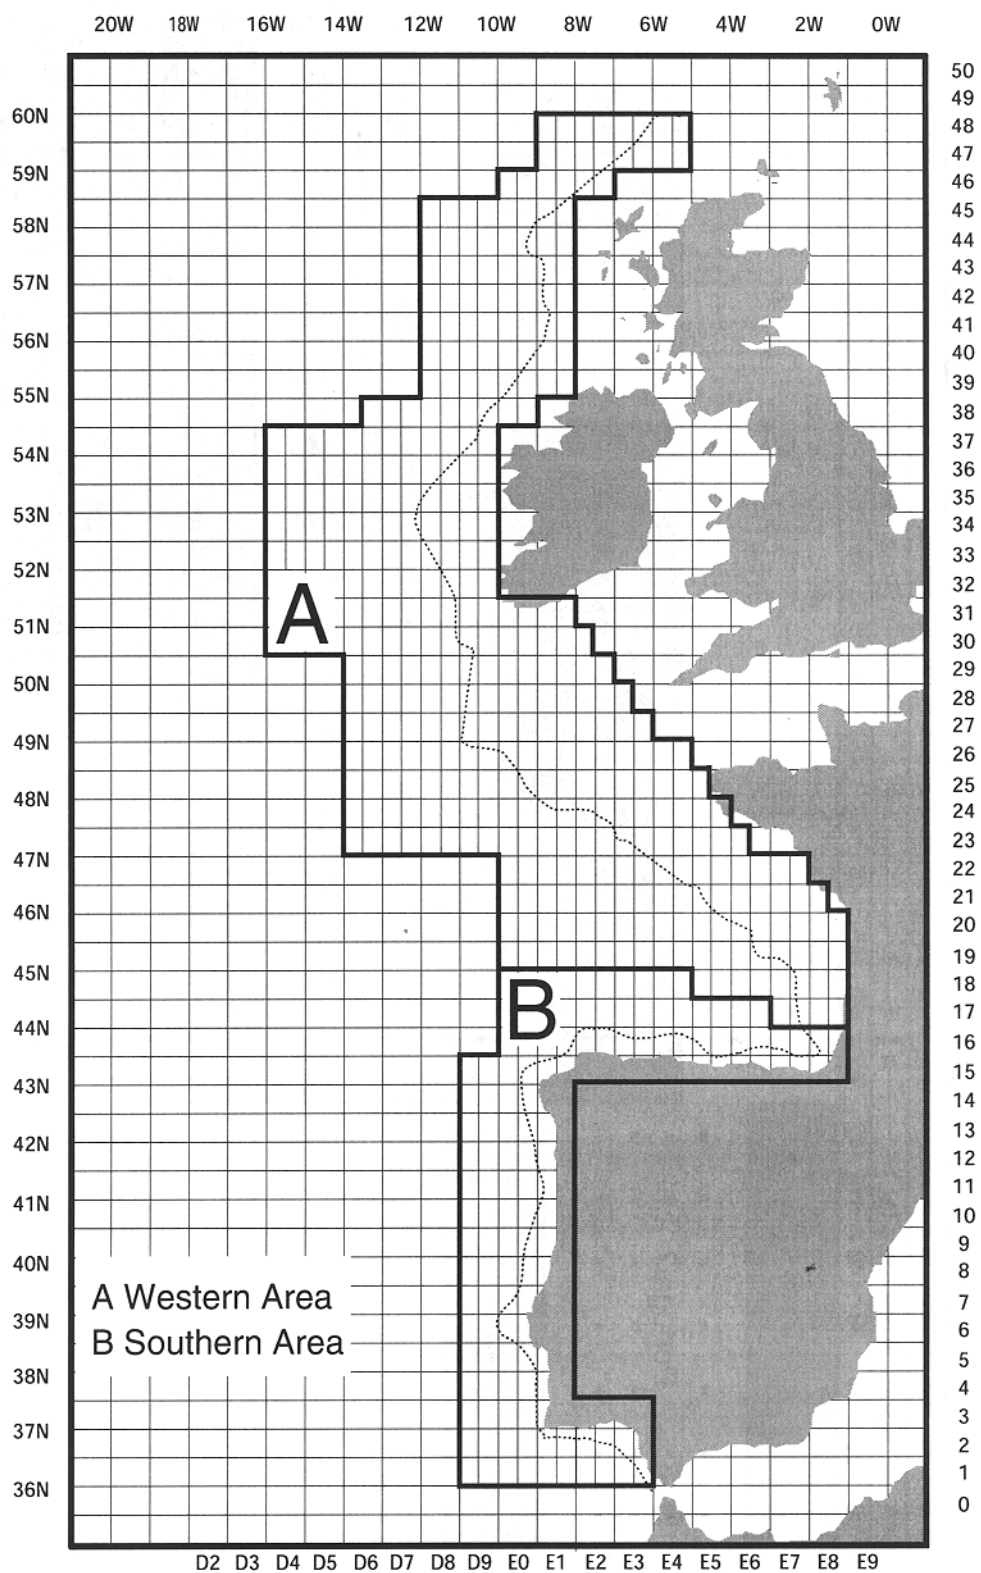 20W 18W 16W 14W 12W 10W 8W 6W 4W 2W 0W
50
49
60N 48
47
59N 46
45
58N 44
43
57N 42
41
56N 40
39
55N 38
37
54N 36
35
53N 34
33
52N 32
A 31
51N 30
29
50N 28
27
49N 26
25
48N 24
23
47N 22
21
46N 20
19
45N 18
B 17
44N 16
15
43N 14
13
42N 12
11
41N 10
9
40N 8
A Western Area 7
39N 6
B Southern Area 5
38N 4
3
37N 2
1
36N 0
D2 D3 D4 D5 D6 D7 D8 D9 E0 E1 E2 E3 E4 E5 E6 E7 E8 E9